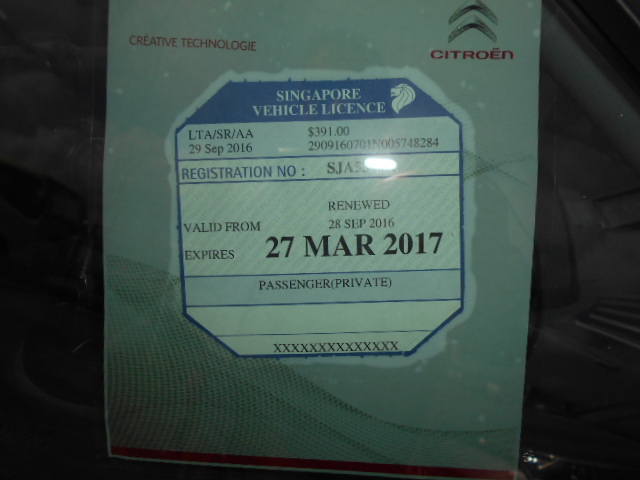 CRÉATIVE TECHNOLOGIE
CITROËN
SINGAPORE
VEHICLE LICENCE
LTA/SR/AA $391.00
29 Sep 2016 2909160701N005748284
REGISTRATION NO :
RENEWED
VALID FROM 28 SEP 2016
EXPIRES 27 MAR 2017
PASSENGER(PRIVATE)
XXXXXXXXXXXXXX